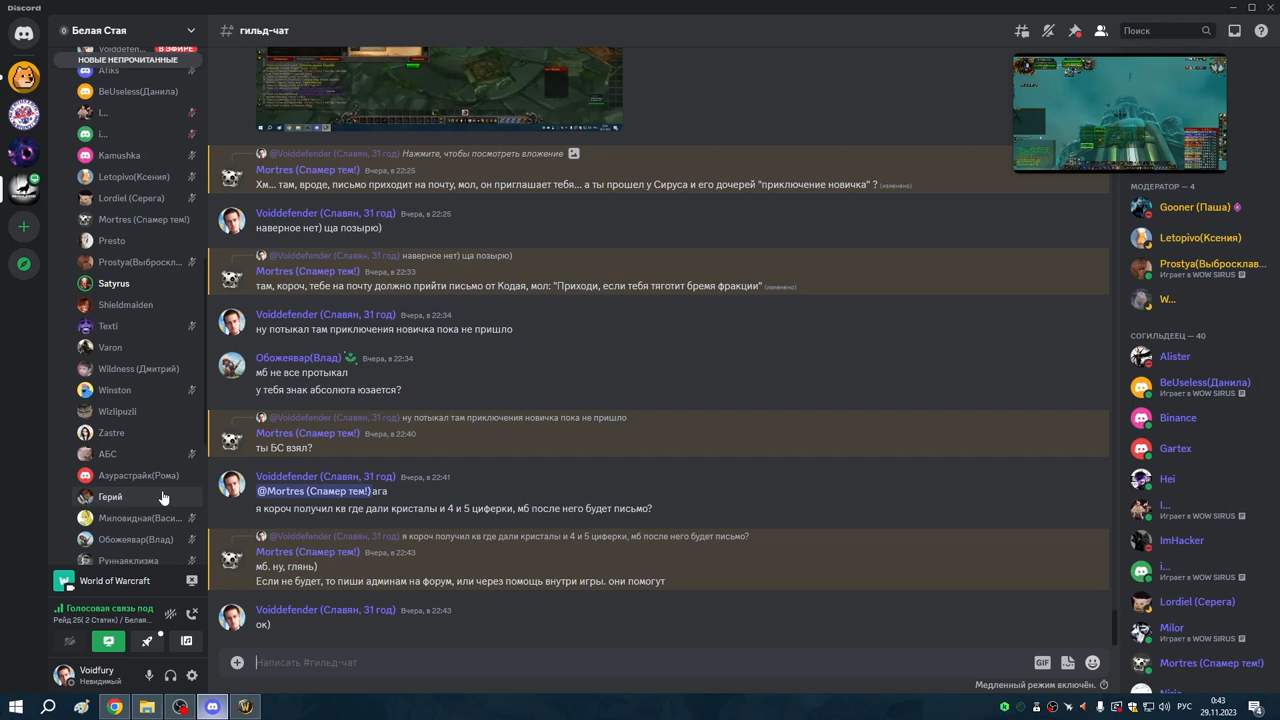 Discord
Белая Стая
гильд-чат
Поиск
Voiddefen...
В ЭФИРЕ
НОВЫЕ НЕПРОЧИТАННЫЕ
Afiks
BeUseless(Данила)
I...
i...
Kamushka
Letopivo(Ксения)
Lordiel (Серега)
Mortres (Спамер тем!)
Presto
Prostya(Выброскл...
Satyrus
Shieldmaiden
Texti
Varon
Wildness (Дмитрий)
Winston
Wizlipuzli
Zastre
АБС
Азурастрайк(Рома)
Герий
Миловидная(Васи...
Обожеявар(Влад)
Руннаяклизма
World of Warcraft
Голосовая связь под
Рейд 25( 2 Статик) / Белая...
Voidfury
Невидимый
@Voiddefender (Славян, 31 год) Нажмите, чтобы посмотреть вложение
Mortres (Спамер тем!) Вчера, в 22:25
Хм... там, вроде, письмо приходит на почту, мол, он приглашает тебя... а ты прошел у Сируса и его дочерей "приключение новичка" ? (изменено)
Voiddefender (Славян, 31 год) Вчера, в 22:25
наверное нет) ща позырю)
@Voiddefender (Славян, 31 год) наверное нет) ща позырю)
Mortres (Спамер тем!) Вчера, в 22:33
там, короч, тебе на почту должно прийти письмо от Кодая, мол: "Приходи, если тебя тяготит бремя фракции" (изменено)
Voiddefender (Славян, 31 год) Вчера, в 22:34
ну потыкал там приключения новичка пока не пришло
Обожеявар(Влад) Вчера, в 22:34
мб не все протыкал
у тебя знак абсолюта юзается?
@Voiddefender (Славян, 31 год) ну потыкал там приключения новичка пока не пришло
Mortres (Спамер тем!) Вчера, в 22:40
ты БС взял?
Voiddefender (Славян, 31 год) Вчера, в 22:41
@Mortres (Спамер тем!) ага
я короч получил кв где дали кристалы и 4 и 5 циферки, мб после него будет письмо?
@Voiddefender (Славян, 31 год) я короч получил кв где дали кристалы и 4 и 5 циферки, мб после него будет письмо?
Mortres (Спамер тем!) Вчера, в 22:43
мб. ну, глянь)
Если не будет, то пиши админам на форум, или через помощь внутри игры. они помогут
Voiddefender (Славян, 31 год) Вчера, в 22:43
ок)
Написать #гильд-чат
GIF
Медленный режим включён.
МОДЕРАТОР — 4
Gooner (Паша)
Letopivo(Ксения)
Prostya(Выбросклав...
Играет в WOW SIRUS
W...
СОГИЛЬДЕЕЦ — 40
Alister
BeUseless(Данила)
Играет в WOW SIRUS
Binance
Gartex
Hei
I...
Играет в WOW SIRUS
ImHacker
i...
Играет в WOW SIRUS
Lordiel (Серега)
Milor
Играет в WOW SIRUS
Mortres (Спамер тем!)
РУС
0:43
29.11.2023